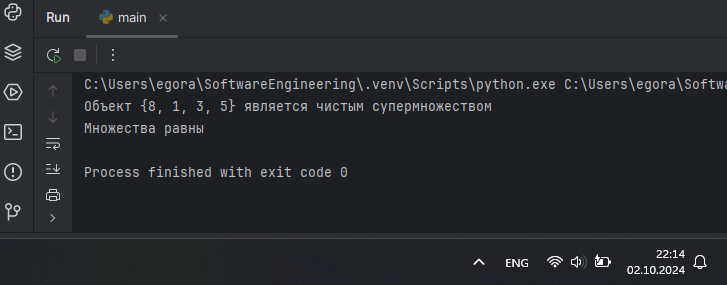 Run main
C:\Users\egora\SoftwareEngineering\.venv\Scripts\python.exe C:\Users\egora\Softwa
Объект {8, 1, 3, 5} является чистым супермножеством
Множества равны
Process finished with exit code 0
ENG
22:14
02.10.2024